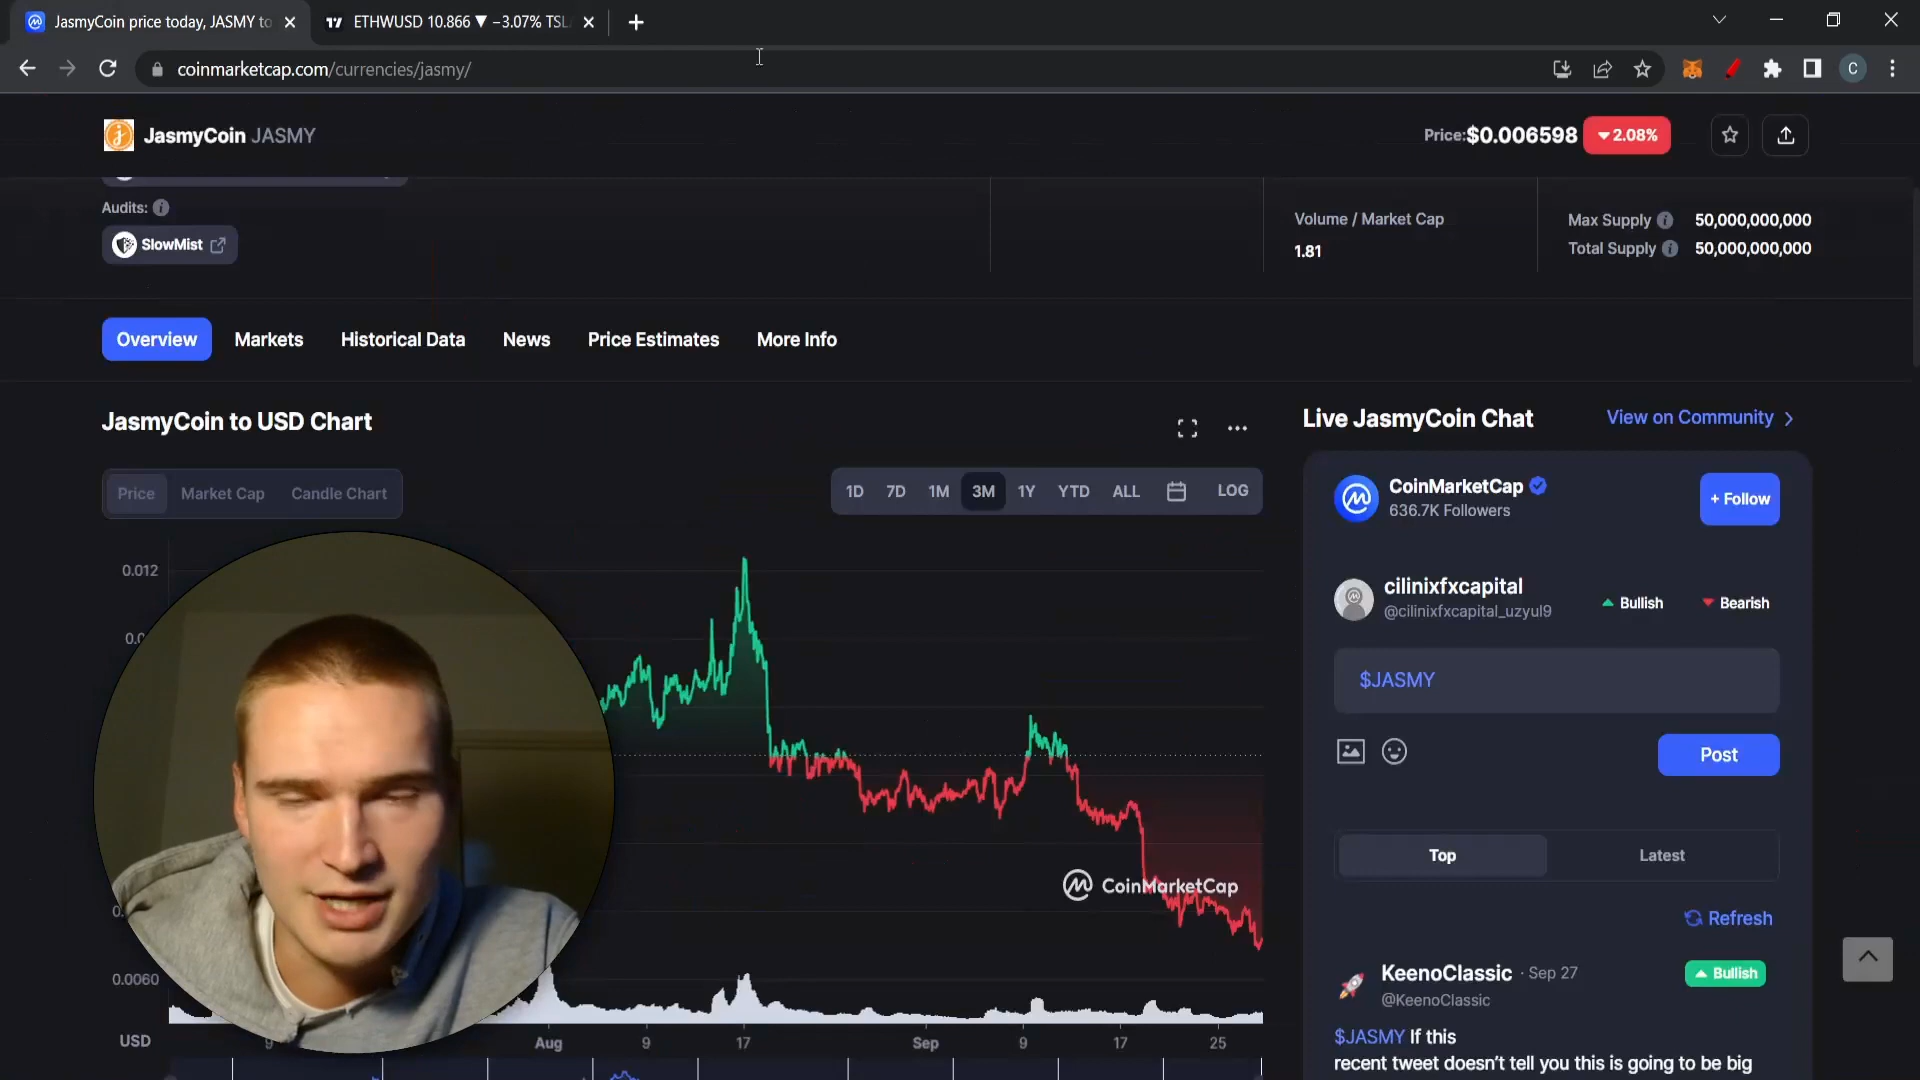 JasmyCoin price today, JASMY to
ETHWUSD 10.866 ▼ −3.07% TSL
coinmarketcap.com/currencies/jasmy/
C
JasmyCoin JASMY
Price:$0.006598
2.08%
Audits:
SlowMist
Volume / Market Cap
1.81
Max Supply 50,000,000,000
Total Supply 50,000,000,000
Overview Markets Historical Data News Price Estimates More Info
JasmyCoin to USD Chart
Price Market Cap Candle Chart
1D 7D 1M 3M 1Y YTD ALL LOG
0.012
0.0060
CoinMarketCap
USD
9 Aug 9 17 Sep 9 17 25
Live JasmyCoin Chat
View on Community
CoinMarketCap
636.7K Followers
+ Follow
cilinixfxcapital
@cilinixfxcapital_uzyul9
Bullish Bearish
$JASMY
Post
Top Latest
Refresh
KeenoClassic · Sep 27
@KeenoClassic
Bullish
$JASMY If this
recent tweet doesn't tell you this is going to be big